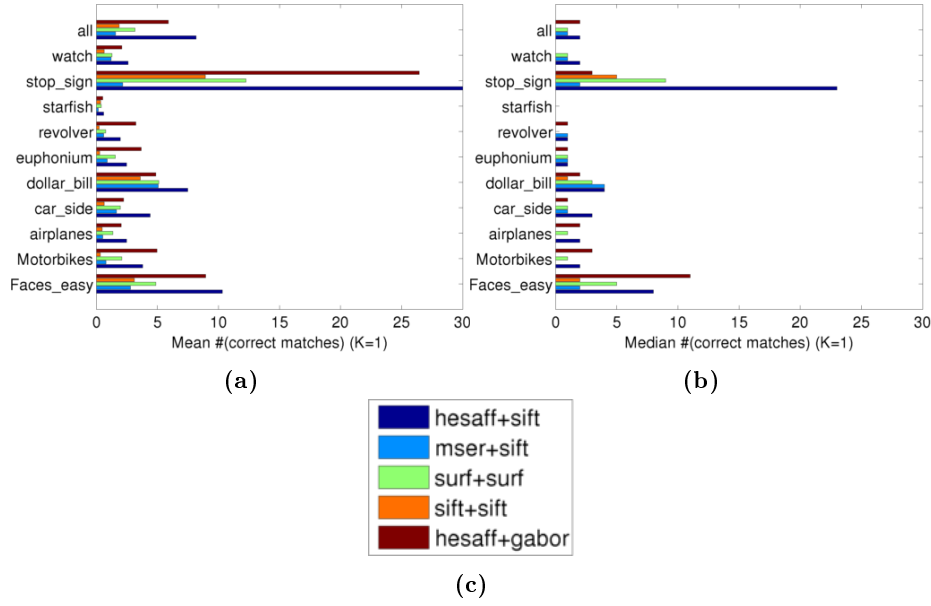 all
watch
stop_sign
starfish
revolver
euphonium
dollar_bill
car_side
airplanes
Motorbikes
Faces_easy
0 5 10 15 20 25 30
Mean #(correct matches) (K=1)
(a)
all
watch
stop_sign
starfish
revolver
euphonium
dollar_bill
car_side
airplanes
Motorbikes
Faces_easy
0 5 10 15 20 25 30
Median #(correct matches) (K=1)
(b)
hesaff+sift
mser+sift
surf+surf
sift+sift
hesaff+gabor
(c)